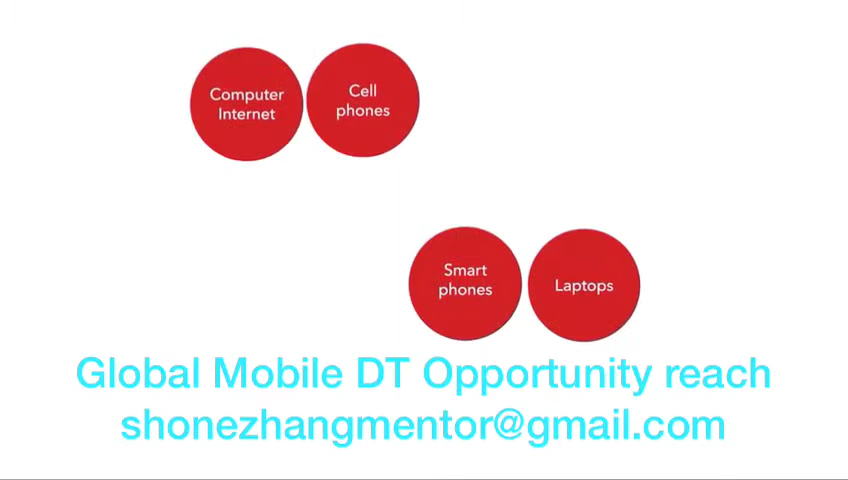 Computer
Internet
Cell
phones
Smart
phones
Laptops
Global Mobile DT Opportunity reach
shonezhangmentor@gmail.com